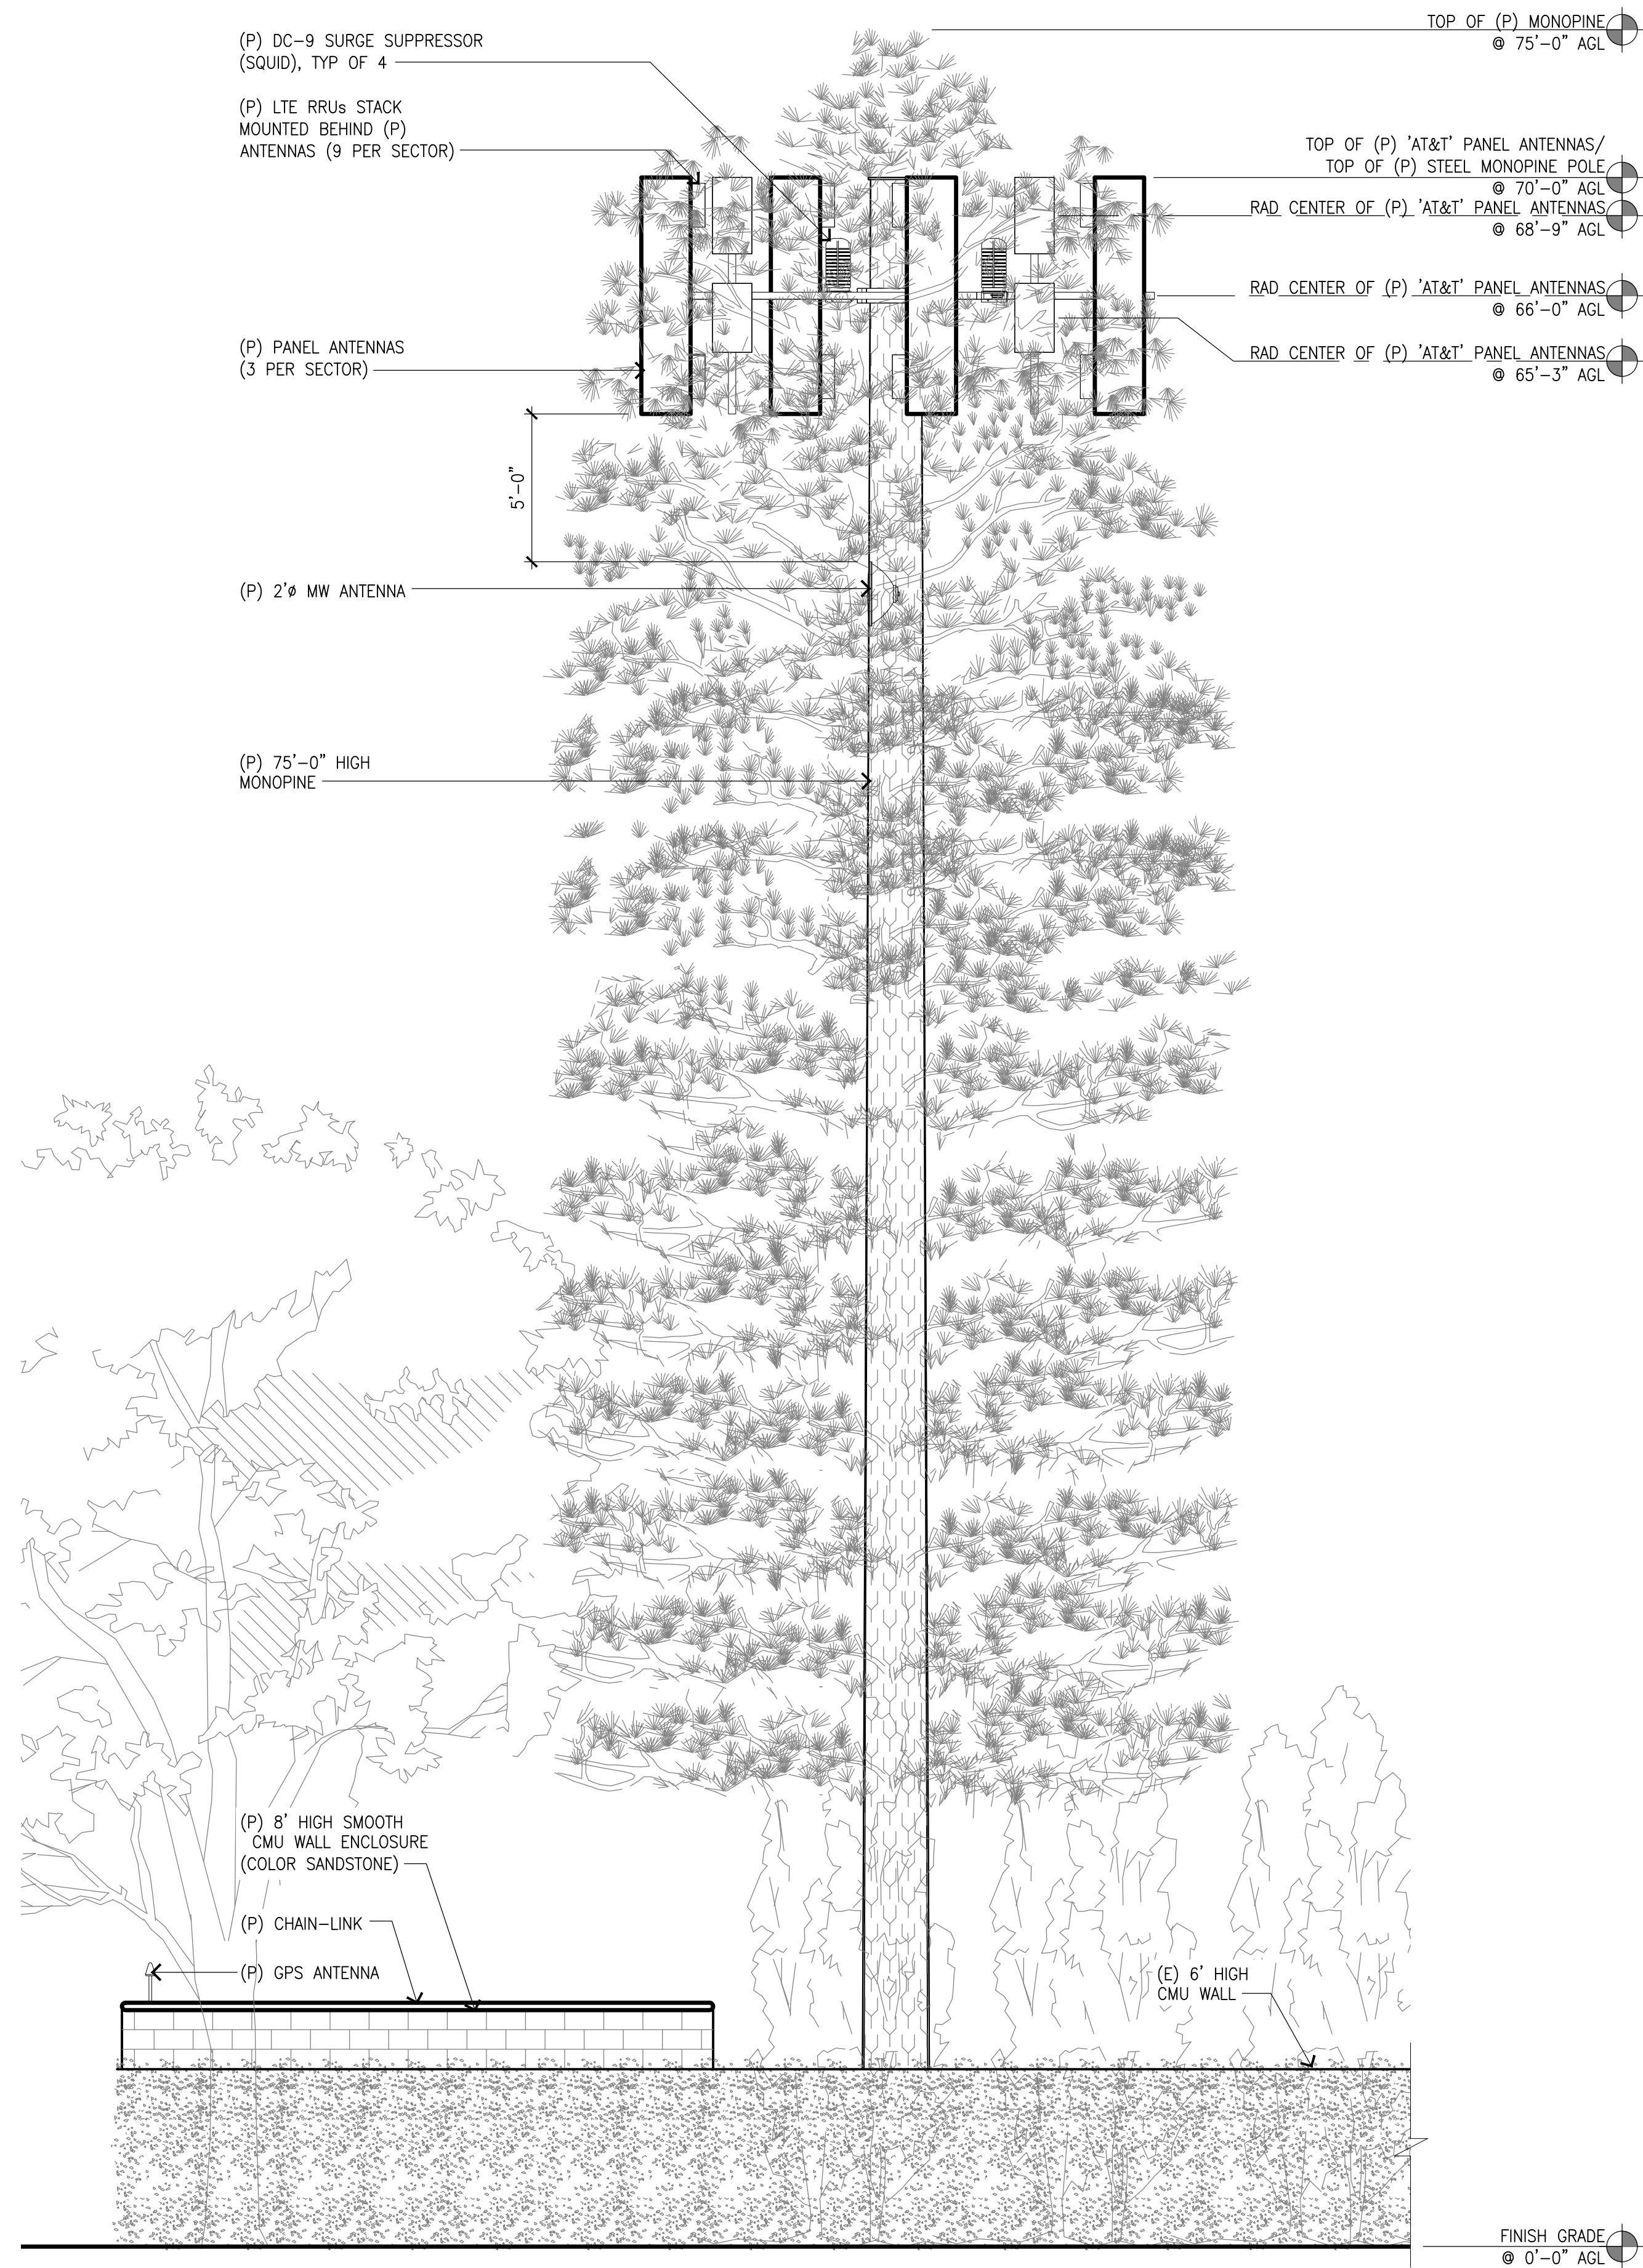 TOP OF (P) MONOPINE
@ 75'-0" AGL
(P) DC-9 SURGE SUPPRESSOR
(SQUID), TYP OF 4
(P) LTE RRUs STACK
MOUNTED BEHIND (P)
ANTENNAS (9 PER SECTOR)
TOP OF (P) 'AT&T' PANEL ANTENNAS/
TOP OF (P) STEEL MONOPINE POLE
@ 70'-0" AGL
RAD CENTER OF (P) 'AT&T' PANEL ANTENNAS
@ 68'-9" AGL
RAD CENTER OF (P) 'AT&T' PANEL ANTENNAS
@ 66'-0" AGL
(P) PANEL ANTENNAS
(3 PER SECTOR)
RAD CENTER OF (P) 'AT&T' PANEL ANTENNAS
@ 65'-3" AGL
5'-0"
(P) 2'ø MW ANTENNA
(P) 75'-0" HIGH
MONOPINE
(P) 8' HIGH SMOOTH
CMU WALL ENCLOSURE
(COLOR SANDSTONE)
(P) CHAIN-LINK
(P) GPS ANTENNA
(E) 6' HIGH
CMU WALL
FINISH GRADE
@ 0'-0" AGL